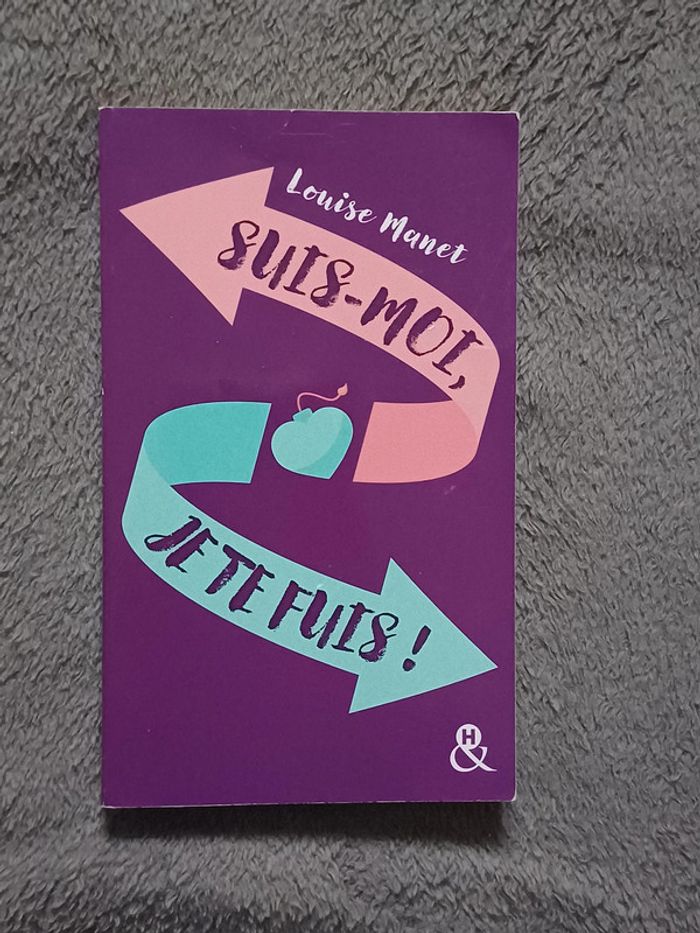 Louise Manet
SUIS-MOI,
JE TE FUIS !
H
&